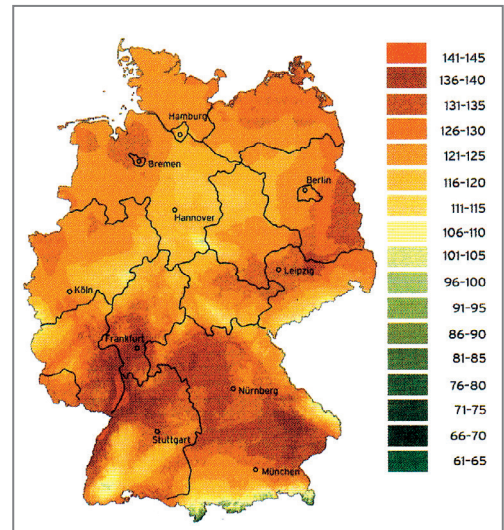 Hamburg
Bremen
Berlin
Hannover
Leipzig
Köln
Frankfurt
Nürnberg
Stuttgart
München
141-145
136-140
131-135
126-130
121-125
116-120
111-115
106-110
101-105
96-100
91-95
86-90
81-85
76-80
71-75
66-70
61-65